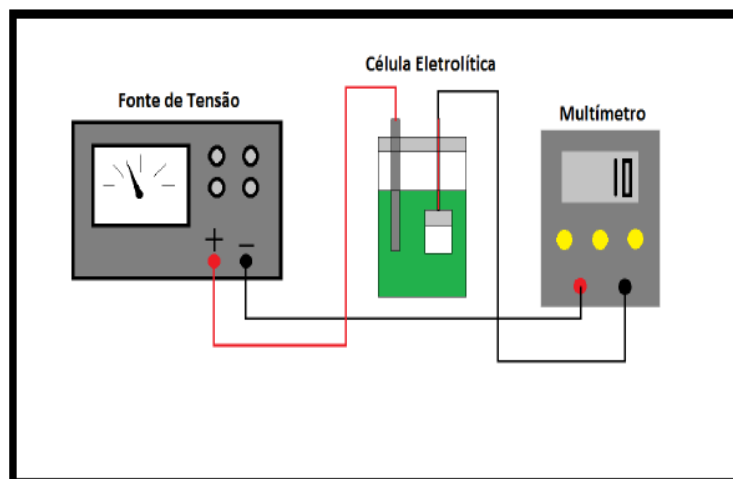 Célula Eletrolítica
Fonte de Tensão
Multímetro
10
+ −